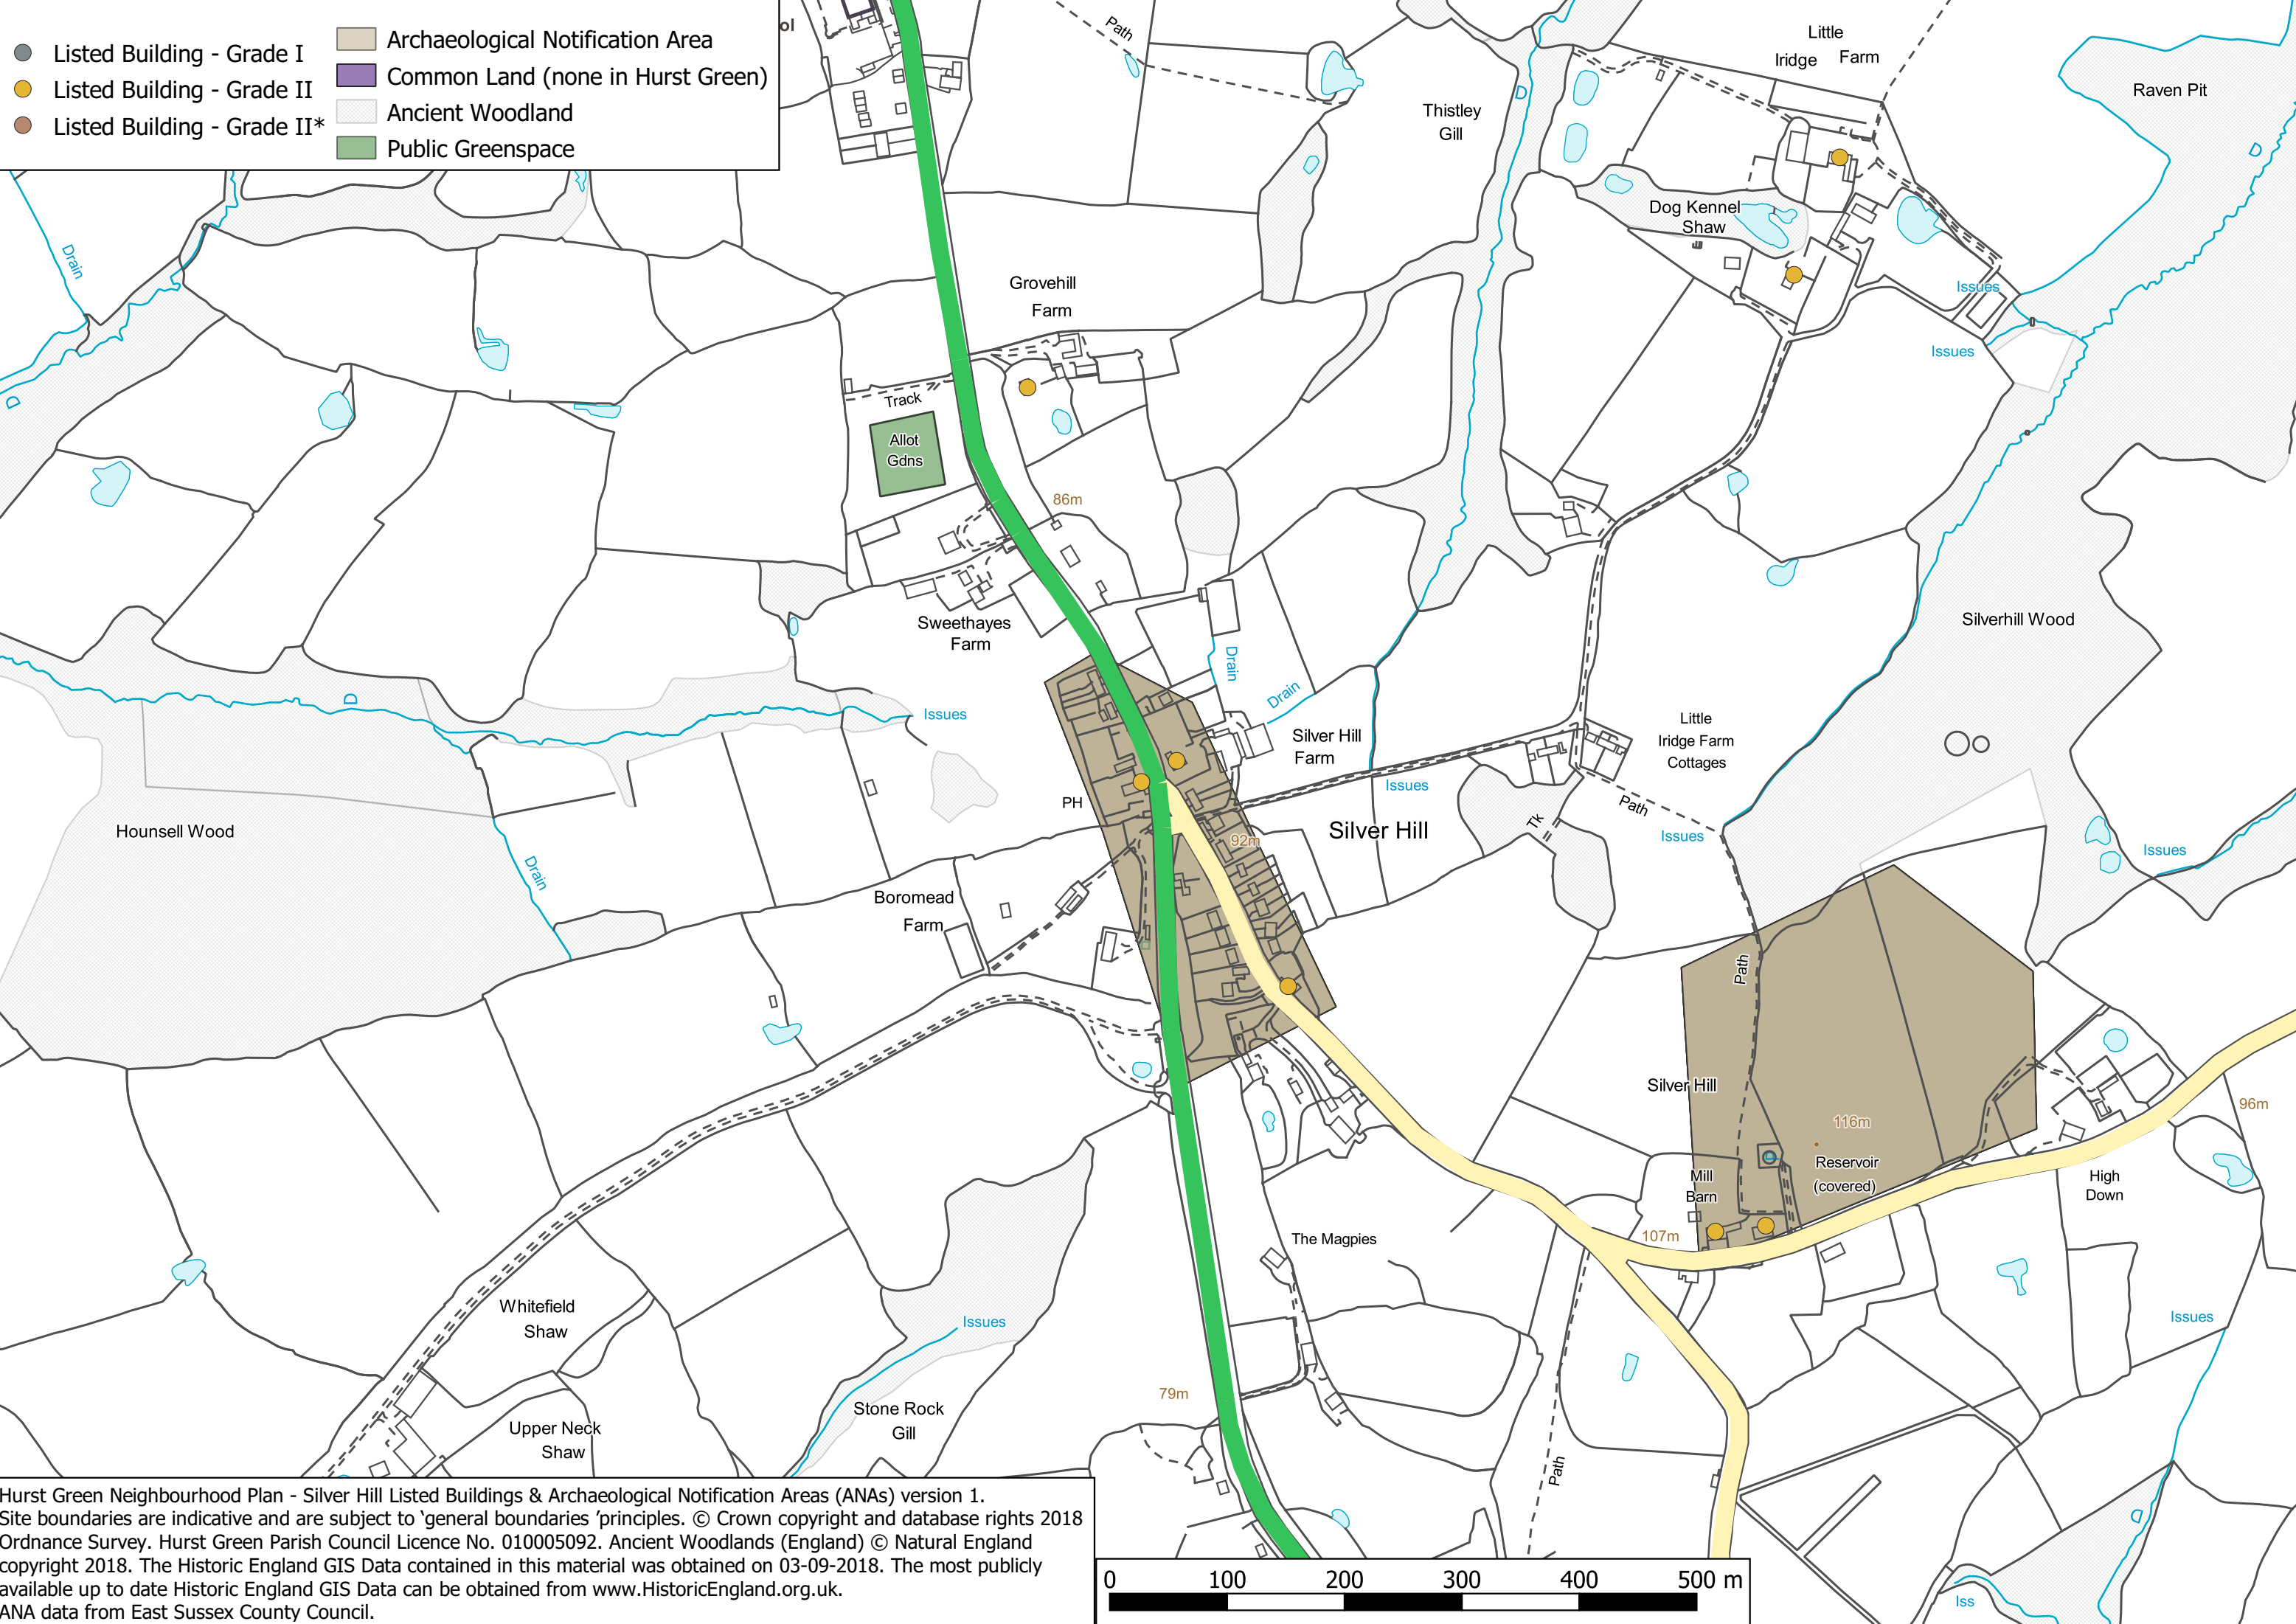 Listed Building - Grade I
Listed Building - Grade II
Listed Building - Grade II*
Archaeological Notification Area
Common Land (none in Hurst Green)
Ancient Woodland
Public Greenspace
ol
Path
Thistley
Gill
D
Little
Iridge Farm
Raven Pit
D
Dog Kennel
Shaw
Drain
D
Grovehill
Farm
Issues
Issues
Track
Allot
Gdns
86m
Sweethayes
Farm
Silverhill Wood
Drain
Drain
D
Issues
Silver Hill
Farm
Little
Iridge Farm
Cottages
Issues
PH
Path
Tk
Issues
Hounsell Wood
Silver Hill
92m
Issues
Drain
Boromead
Farm
Path
Silver Hill
116m
96m
Reservoir
(covered)
Mill
Barn
High
Down
107m
The Magpies
Whitefield
Shaw
Issues
Issues
79m
Stone Rock
Gill
Upper Neck
Shaw
Path
D
Iss
Hurst Green Neighbourhood Plan - Silver Hill Listed Buildings & Archaeological Notification Areas (ANAs) version 1.
Site boundaries are indicative and are subject to ‘general boundaries ’principles. © Crown copyright and database rights 2018
Ordnance Survey. Hurst Green Parish Council Licence No. 010005092. Ancient Woodlands (England) © Natural England
copyright 2018. The Historic England GIS Data contained in this material was obtained on 03-09-2018. The most publicly
available up to date Historic England GIS Data can be obtained from www.HistoricEngland.org.uk.
ANA data from East Sussex County Council.
0 100 200 300 400 500 m